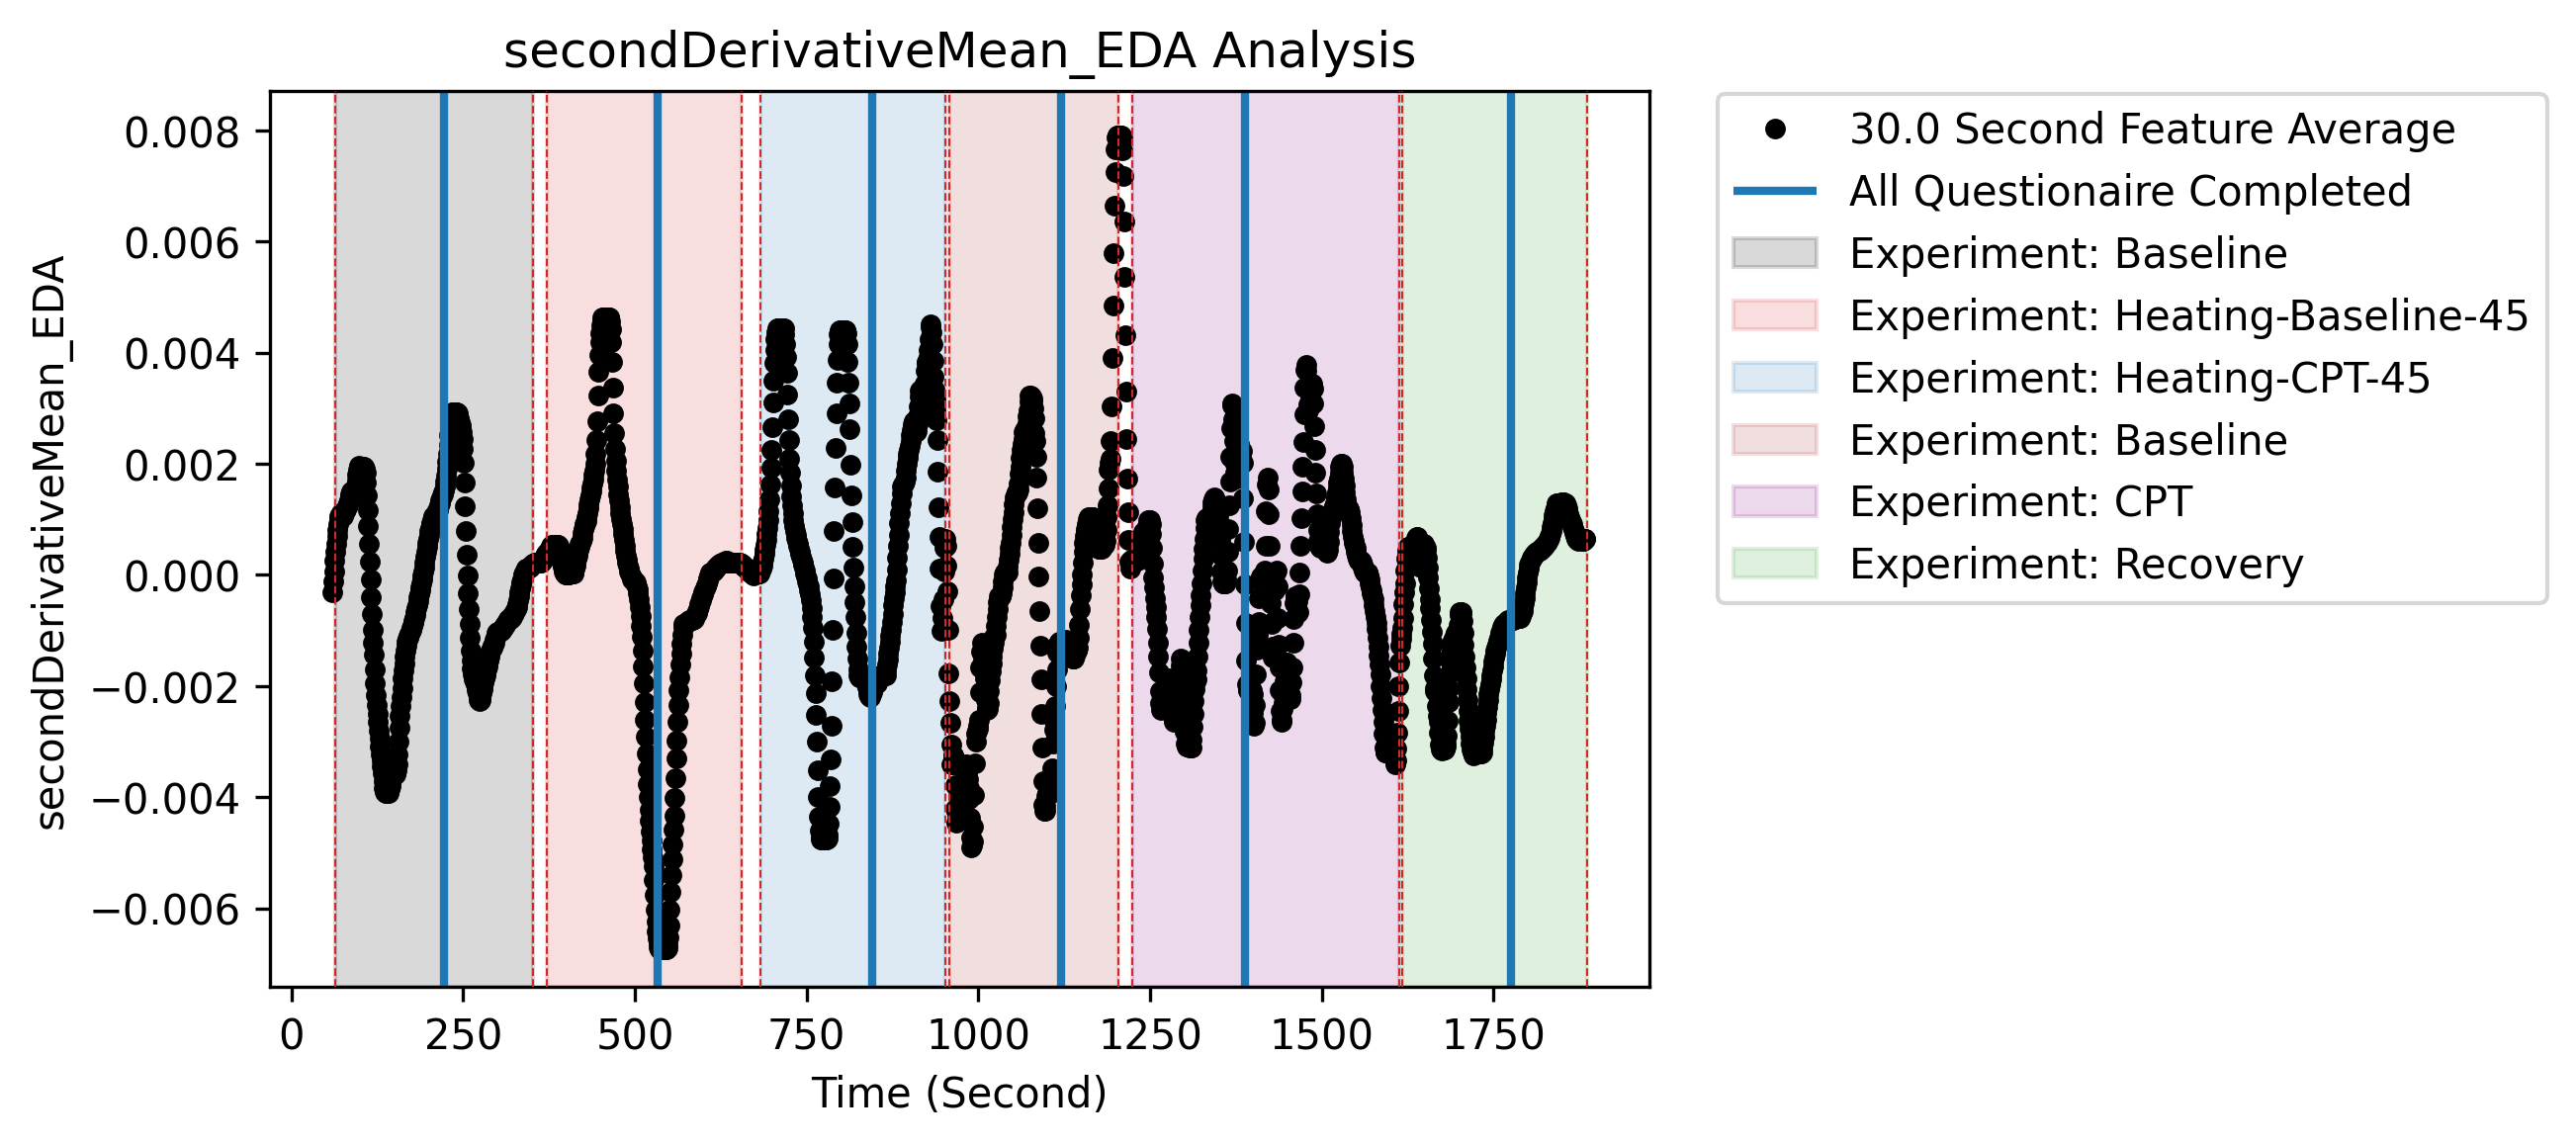 secondDerivativeMean_EDA Analysis
0.008
0.006
0.004
0.002
0.000
−0.002
−0.004
−0.006
secondDerivativeMean_EDA
0 250 500 750 1000 1250 1500 1750
Time (Second)
30.0 Second Feature Average
All Questionaire Completed
Experiment: Baseline
Experiment: Heating-Baseline-45
Experiment: Heating-CPT-45
Experiment: Baseline
Experiment: CPT
Experiment: Recovery